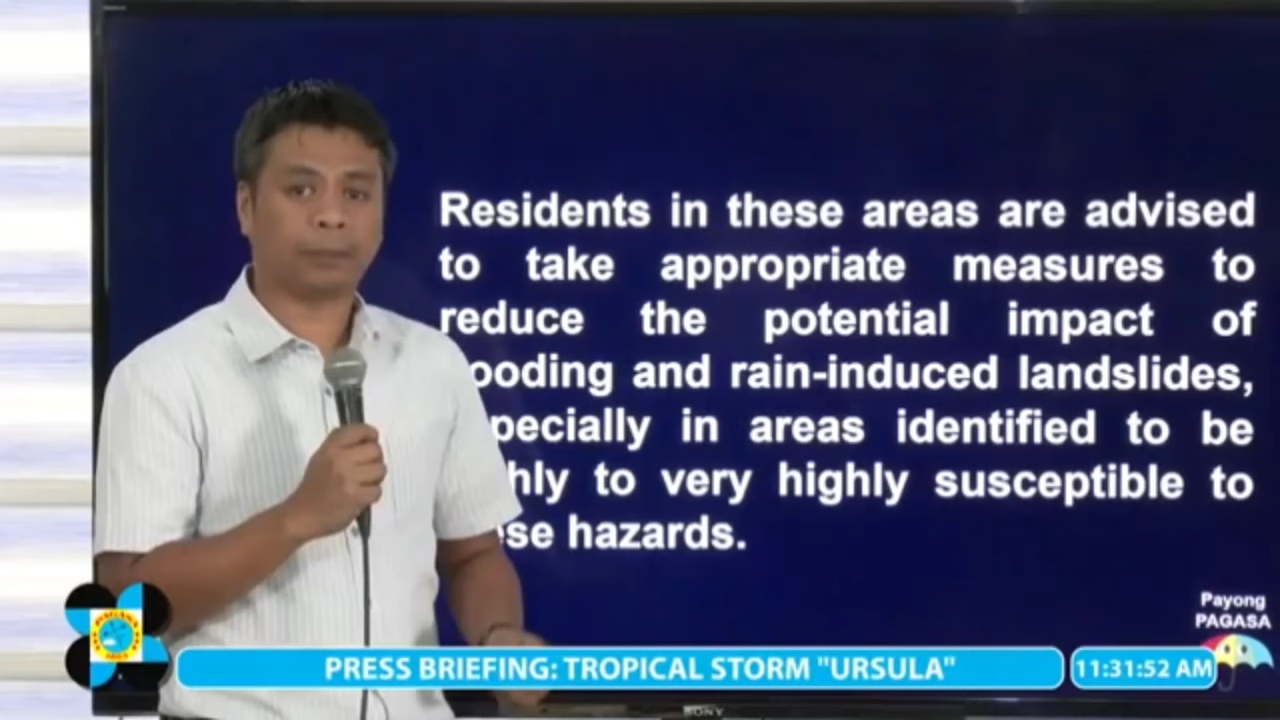 Residents in these areas are advised
to take appropriate measures to
reduce the potential impact of
ooding and rain-induced landslides,
pecially in areas identified to be
hly to very highly susceptible to
ese hazards.
Payong
PAGASA
PRESS BRIEFING: TROPICAL STORM "URSULA"
11:31:52 AM
SONY